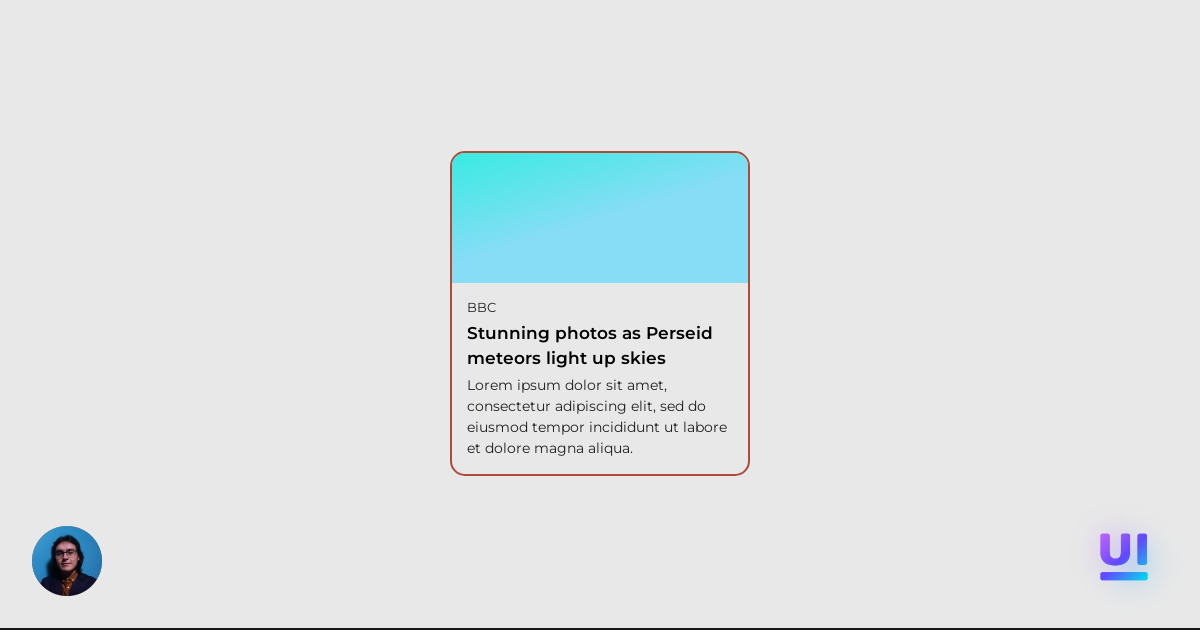 BBC
Stunning photos as Perseid
meteors light up skies
Lorem ipsum dolor sit amet,
consectetur adipiscing elit, sed do
eiusmod tempor incididunt ut labore
et dolore magna aliqua.
UI